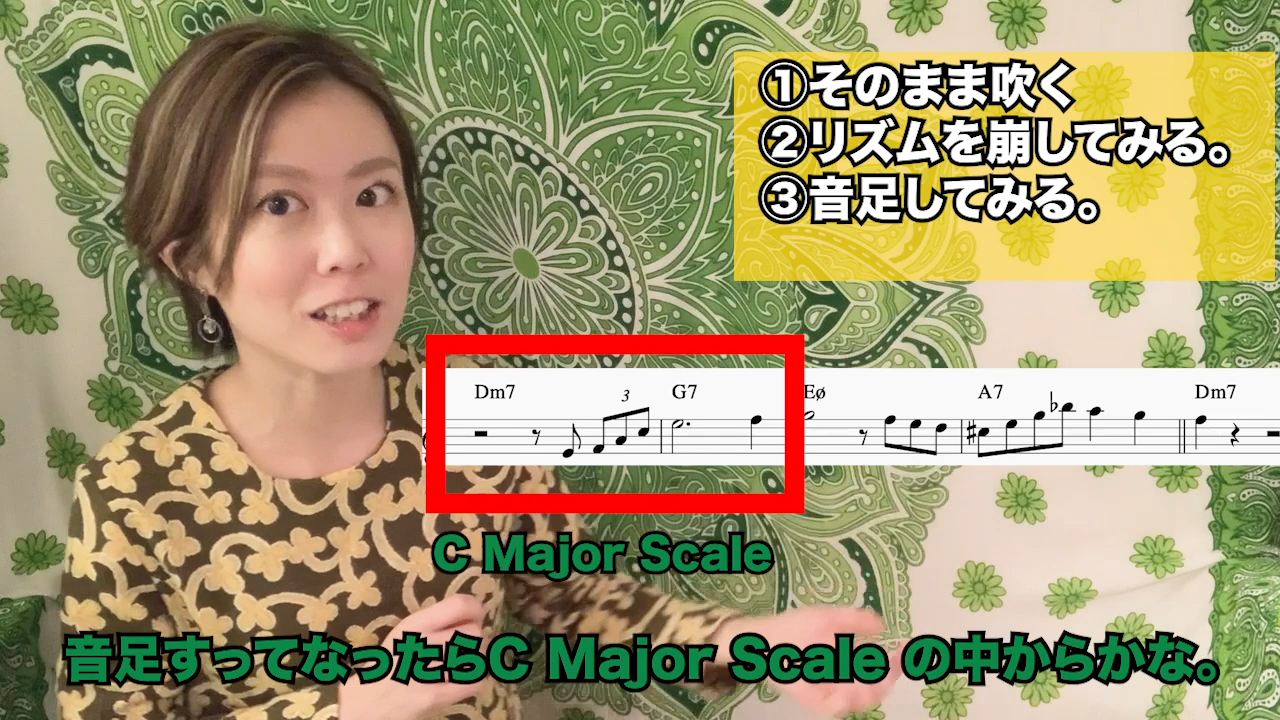 ①そのまま吹く
②リズムを崩してみる。
③音足してみる。
Dm7 3 G7 Eø A7 Dm7
C Major Scale
音足すってなったらC Major Scale の中からかな。